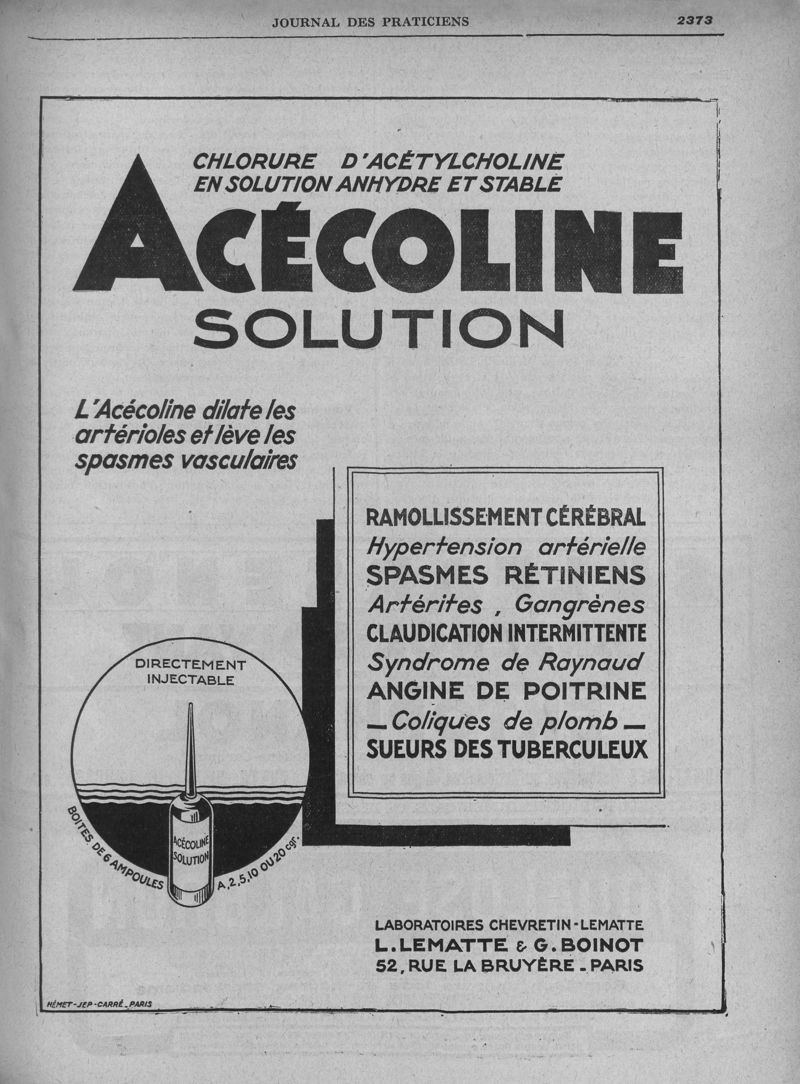 JOURNAL DES PRATICIENS
2373
CHLORURE D'ACÉTYLCHOLINE
EN SOLUTION ANHYDRE ET STABLE
ACÉCOLINE
SOLUTION
L'Acécoline dilate les
artérioles et lève les
spasmes vasculaires
RAMOLLISSEMENT CÉRÉBRAL
Hypertension artérielle
SPASMES RÉTINIENS
Artérites, Gangrènes
CLAUDICATION INTERMITTENTE
Syndrome de Raynaud
ANGINE DE POITRINE
— Coliques de plomb —
SUEURS DES TUBERCULEUX
DIRECTEMENT
INJECTABLE
ACÉCOLINE
SOLUTION
BOITES DE 6 AMPOULES
A, 2, 5, 10 OU 20 cgr.
LABORATOIRES CHEVRETIN-LEMATTE
L. LEMATTE & G. BOINOT
52, RUE LA BRUYÈRE - PARIS
HÉMET-JEP-CARRÉ - PARIS